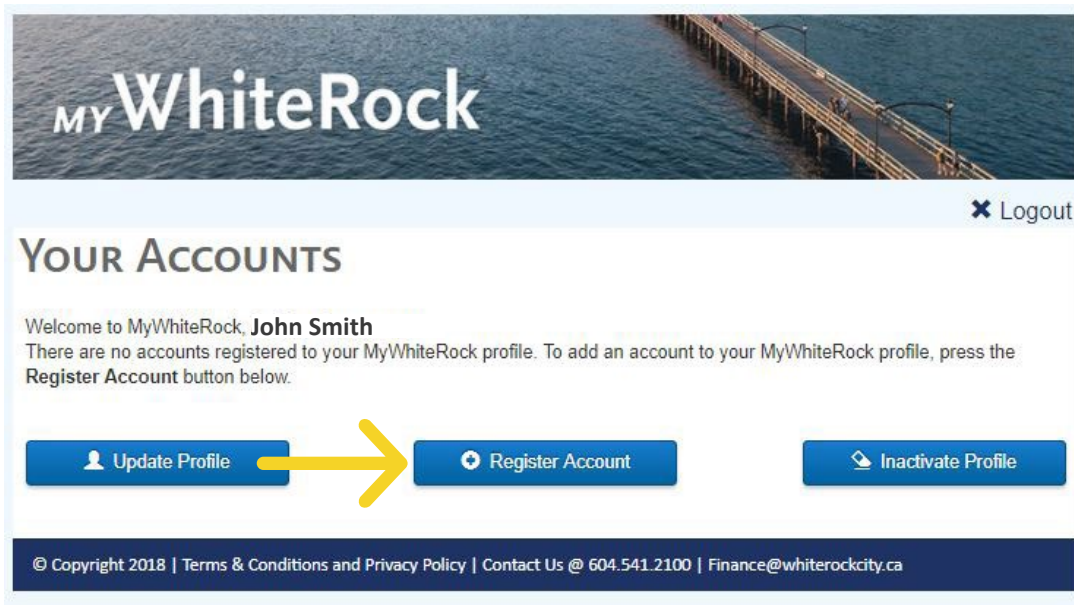 MYWhiteRock
Logout
YOUR ACCOUNTS
Welcome to MyWhiteRock, John Smith
There are no accounts registered to your MyWhiteRock profile. To add an account to your MyWhiteRock profile, press the
Register Account button below.
Update Profile
Register Account
Inactivate Profile
© Copyright 2018 | Terms & Conditions and Privacy Policy | Contact Us @ 604.541.2100 | Finance@whiterockcity.ca